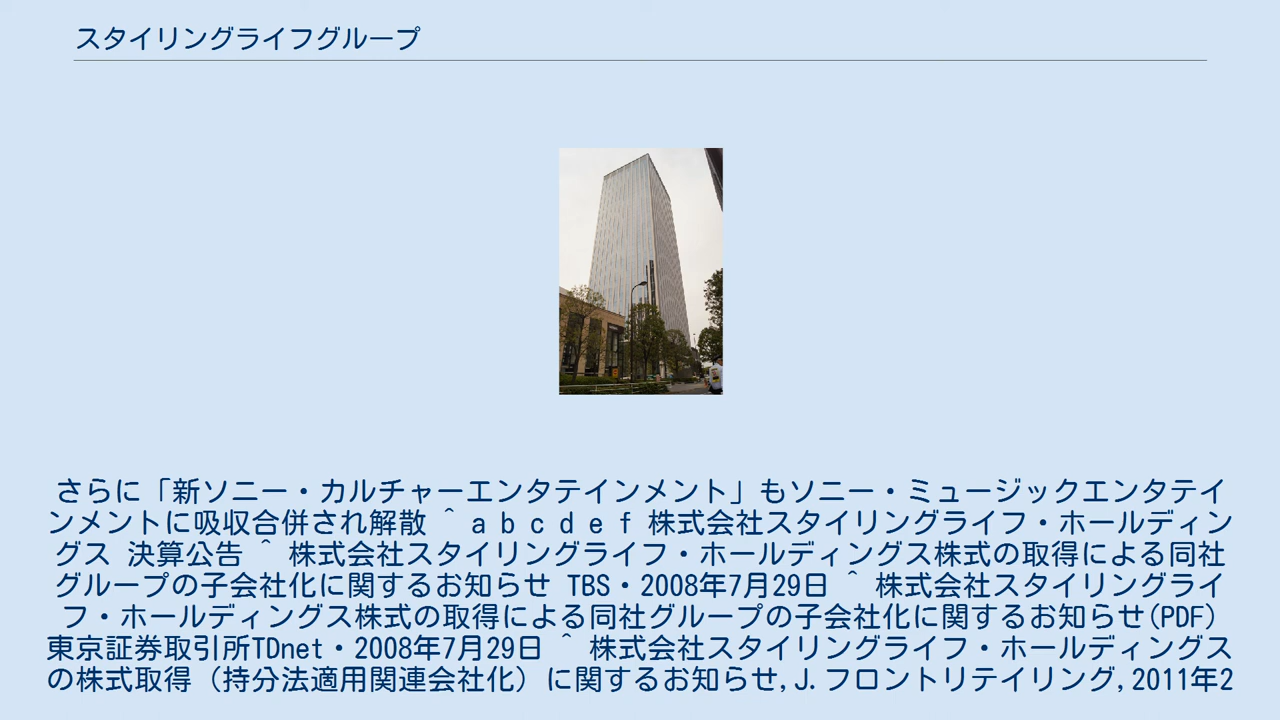 スタイリングライフグループ
さらに「新ソニー・カルチャーエンタテインメント」もソニー・ミュージックエンタテイ
ンメントに吸収合併され解散 ^ a b c d e f 株式会社スタイリングライフ・ホールディン
グス 決算公告 ^ 株式会社スタイリングライフ・ホールディングス株式の取得による同社
グループの子会社化に関するお知らせ TBS・2008年7月29日 ^ 株式会社スタイリングライ
フ・ホールディングス株式の取得による同社グループの子会社化に関するお知らせ(PDF)
東京証券取引所TDnet・2008年7月29日 ^ 株式会社スタイリングライフ・ホールディングス
の株式取得（持分法適用関連会社化）に関するお知らせ,J.フロントリテイリング,2011年2